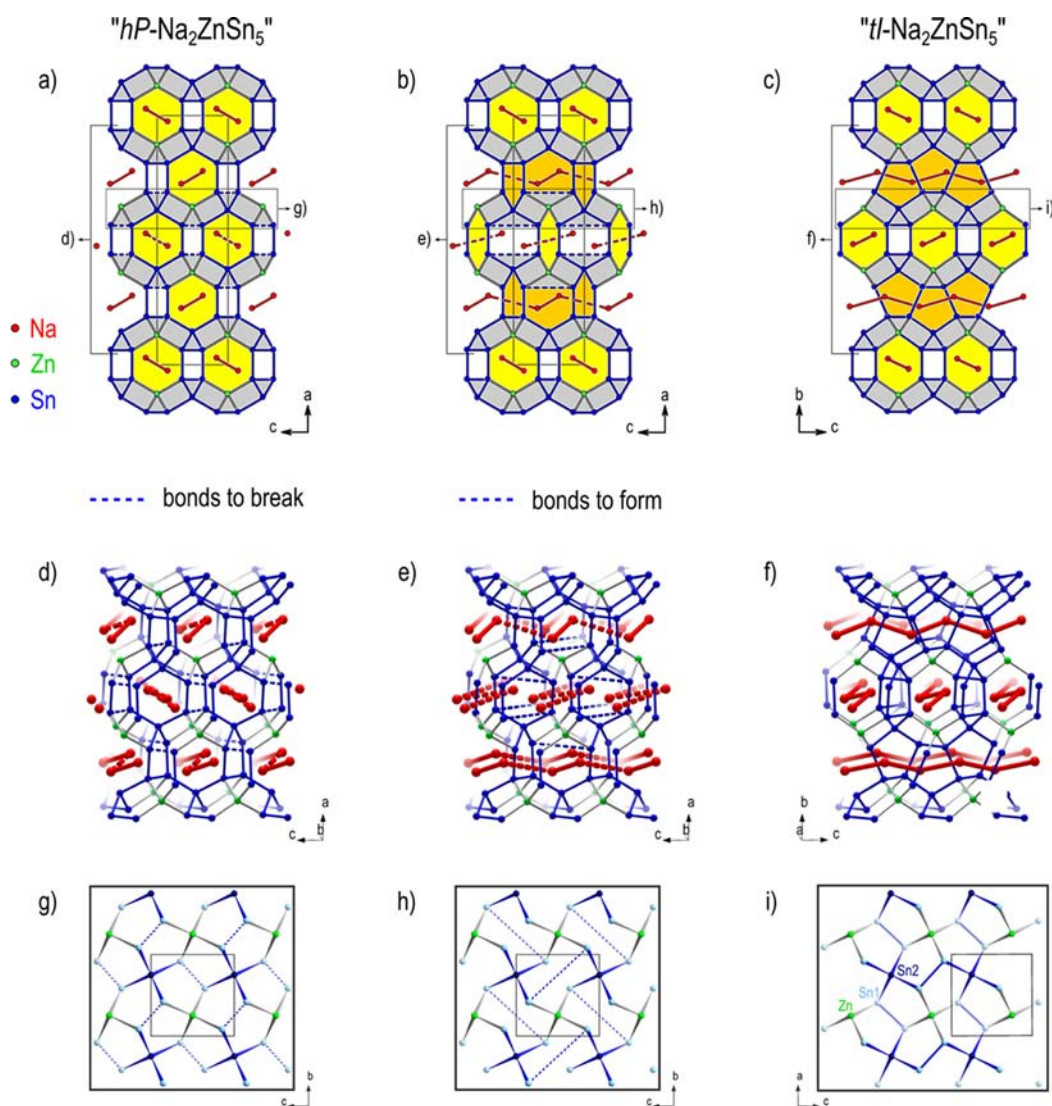 "hP-Na₂ZnSn₅"
"tI-Na₂ZnSn₅"
a)
b)
c)
d)
g)
e)
h)
f)
i)
Na
Zn
Sn
a
c
a
c
b
c
bonds to break
bonds to form
d)
e)
f)
a
c
b
a
c
b
b
a
c
g)
h)
i)
Sn2
Sn1
Zn
b
c
b
c
a
c